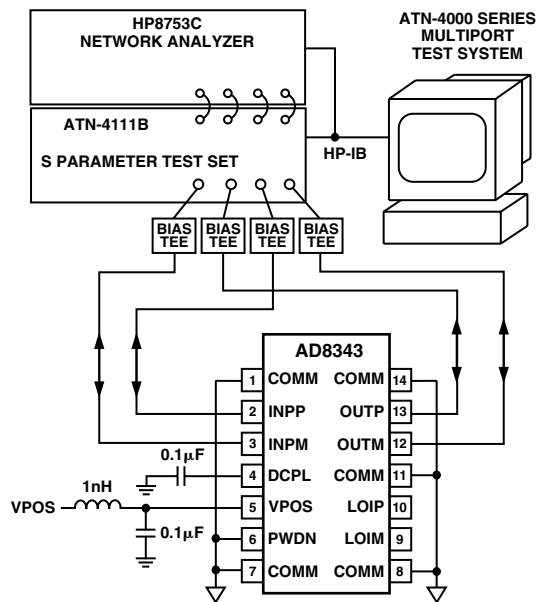 HP8753C
NETWORK ANALYZER
ATN-4000 SERIES
MULTIPORT
TEST SYSTEM
ATN-4111B
S PARAMETER TEST SET
HP-IB
BIAS TEE
BIAS TEE
BIAS TEE
BIAS TEE
AD8343
1 COMM COMM 14
2 INPP OUTP 13
3 INPM OUTM 12
0.1μF
4 DCPL COMM 11
1nH
VPOS
5 VPOS LOIP 10
0.1μF
6 PWDN LOIM 9
7 COMM COMM 8